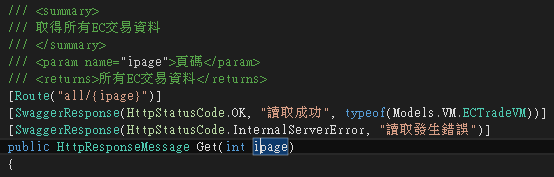 /// <summary>
/// 取得所有EC交易資料
/// </summary>
/// <param name="ipage">頁碼</param>
/// <returns>所有EC交易資料</returns>
[Route("all/{ipage}")]
[SwaggerResponse(HttpStatusCode.OK, "讀取成功", typeof(Models.VM.ECTradeVM))]
[SwaggerResponse(HttpStatusCode.InternalServerError, "讀取發生錯誤")]
public HttpResponseMessage Get(int ipage)
{